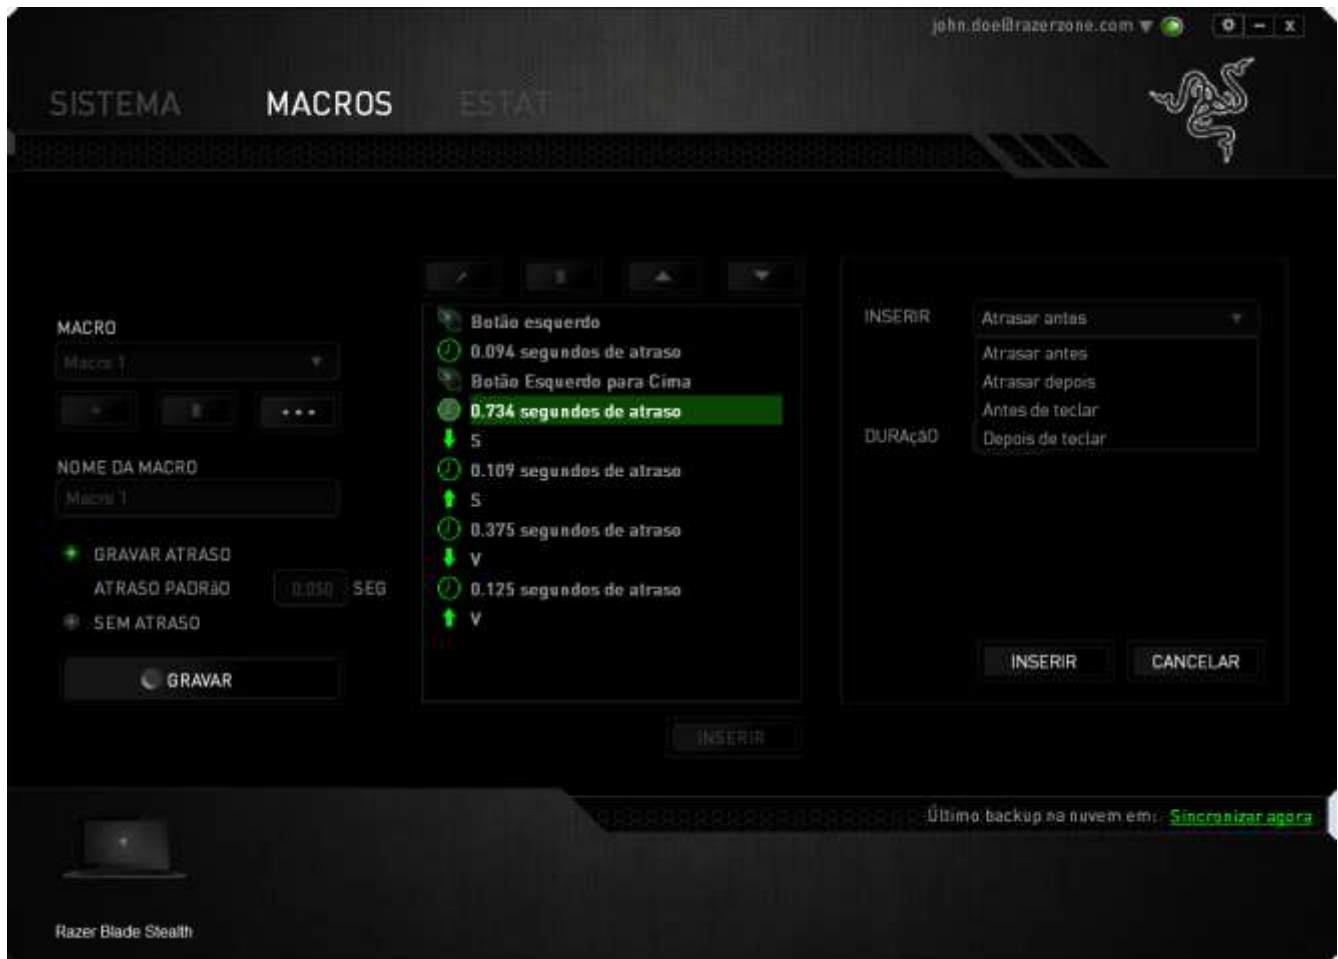 john.doe@razerzone.com
SISTEMA MACROS ESTAT
MACRO
Macro 1
NOME DA MACRO
Macro 1
GRAVAR ATRASO
ATRASO PADRãO 0.050 SEG
SEM ATRASO
GRAVAR
Botão esquerdo
0.094 segundos de atraso
Botão Esquerdo para Cima
0.734 segundos de atraso
S
0.109 segundos de atraso
S
0.375 segundos de atraso
V
0.125 segundos de atraso
V
INSERIR
INSERIR Atrasar antes
Atrasar antes
Atrasar depois
Antes de teclar
DURAçãO Depois de teclar
INSERIR CANCELAR
Último backup na nuvem em: Sincronizar agora
Razer Blade Stealth